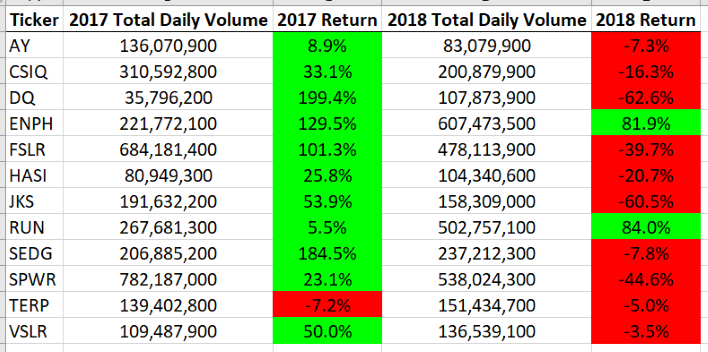 Ticker 2017 Total Daily Volume 2017 Return 2018 Total Daily Volume 2018 Return
AY 136,070,900 8.9% 83,079,900 -7.3%
CSIQ 310,592,800 33.1% 200,879,900 -16.3%
DQ 35,796,200 199.4% 107,873,900 -62.6%
ENPH 221,772,100 129.5% 607,473,500 81.9%
FSLR 684,181,400 101.3% 478,113,900 -39.7%
HASI 80,949,300 25.8% 104,340,600 -20.7%
JKS 191,632,200 53.9% 158,309,000 -60.5%
RUN 267,681,300 5.5% 502,757,100 84.0%
SEDG 206,885,200 184.5% 237,212,300 -7.8%
SPWR 782,187,000 23.1% 538,024,300 -44.6%
TERP 139,402,800 -7.2% 151,434,700 -5.0%
VSLR 109,487,900 50.0% 136,539,100 -3.5%